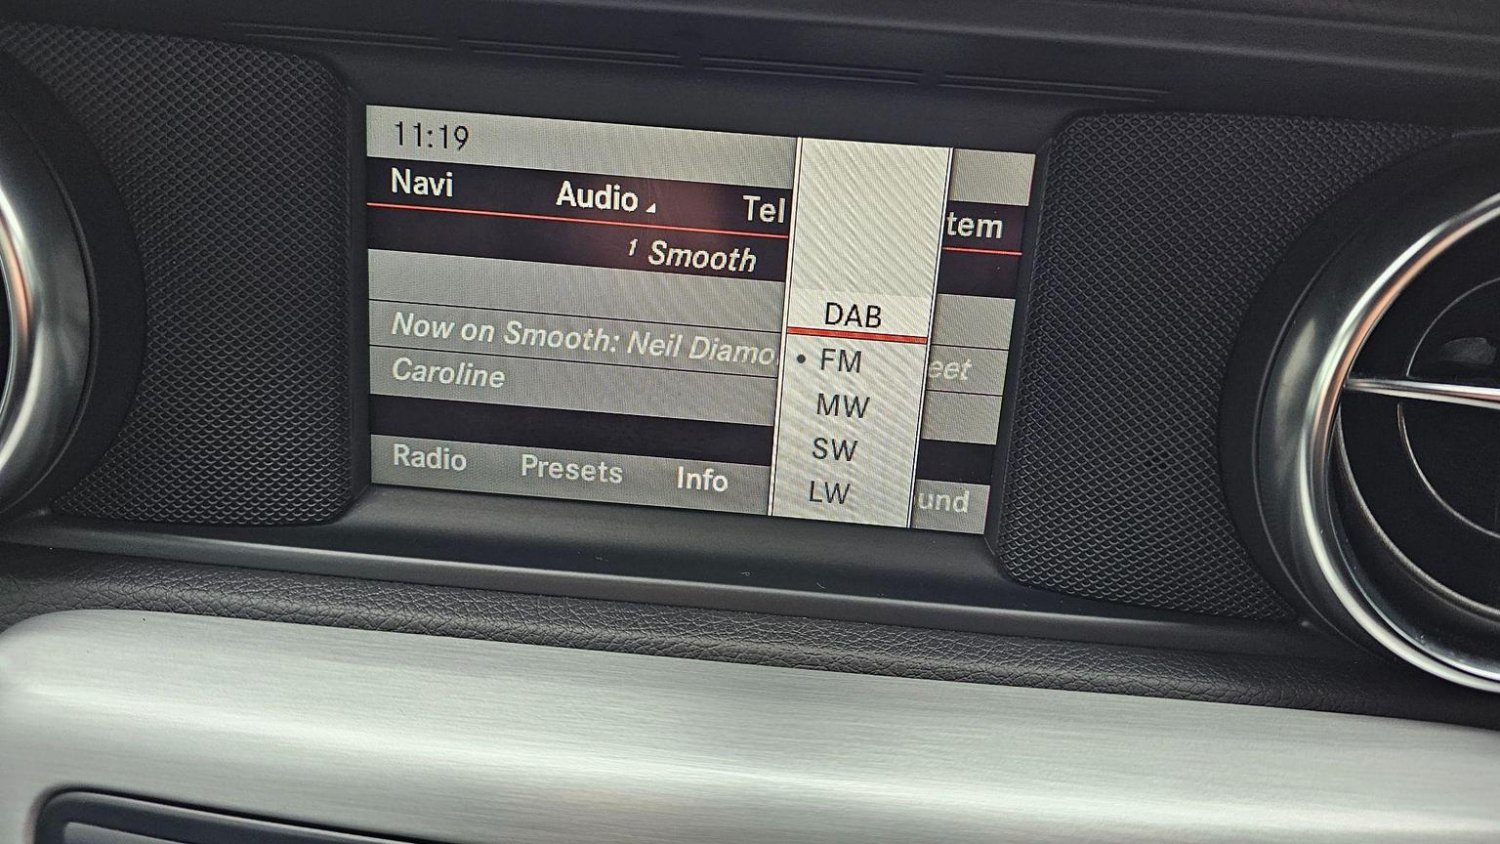 11:19
Navi Audio Tel tem
1 Smooth
Now on Smooth: Neil Diamo eet
Caroline
DAB
FM
MW
SW
LW
Radio Presets Info und